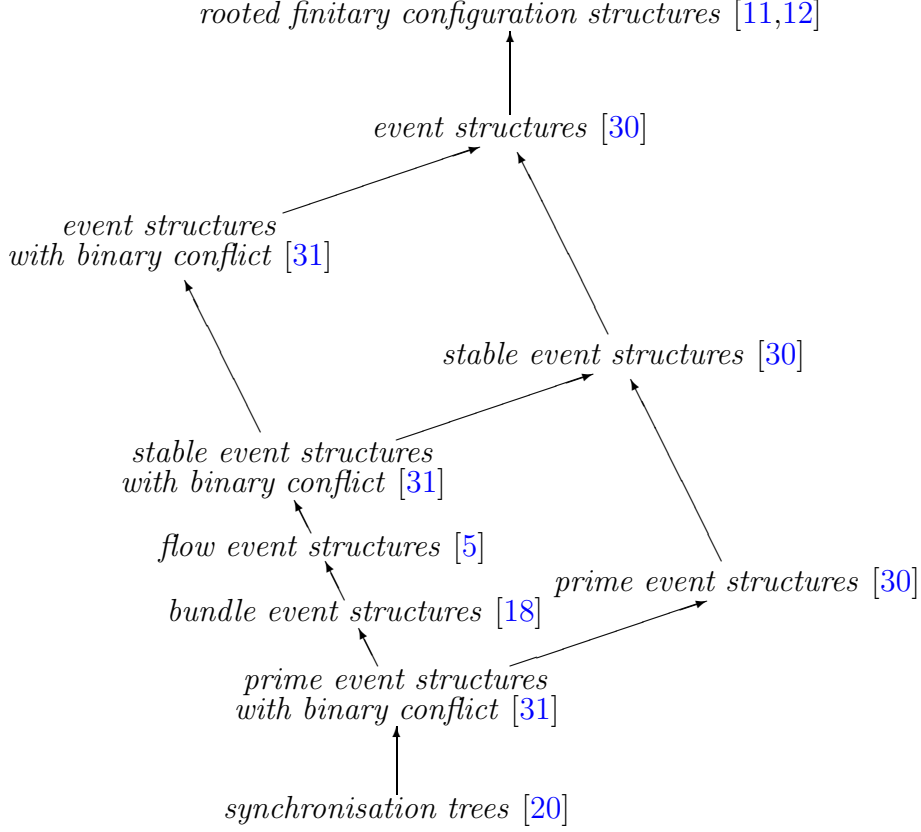 rooted finitary configuration structures [11,12]
event structures [30]
event structures
with binary conflict [31]
stable event structures [30]
stable event structures
with binary conflict [31]
flow event structures [5]
prime event structures [30]
bundle event structures [18]
prime event structures
with binary conflict [31]
synchronisation trees [20]